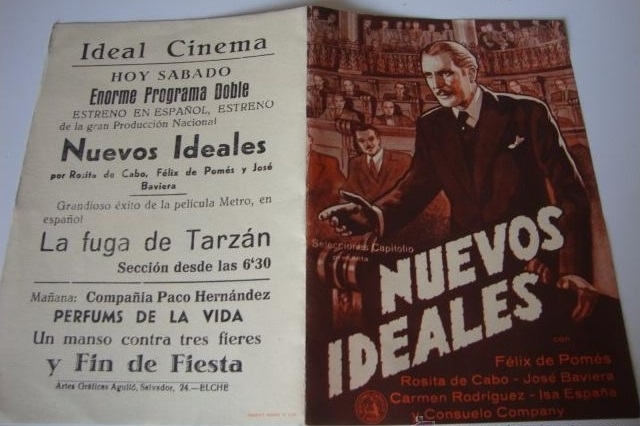 Ideal Cinema
HOY SABADO
Enorme Programa Doble
ESTRENO EN ESPAÑOL, ESTRENO
de la gran Producción Nacional
Nuevos Ideales
por Rosita de Cabo, Félix de Pomés y José
Baviera
Grandioso éxito de la película Metro, en
español
La fuga de Tarzán
Sección desde las 6'30
Mañana: Compañia Paco Hernández
PERFUMS DE LA VIDA
Un manso contra tres fieres
y Fin de Fiesta
Artes Gráficas Agulló, Salvador, 24.—ELCHE
Selecciones Capitolio
presenta
NUEVOS
IDEALES
con
Félix de Pomés
Rosita de Cabo - José Baviera
Carmen Rodríguez - Isa España
y Consuelo Company